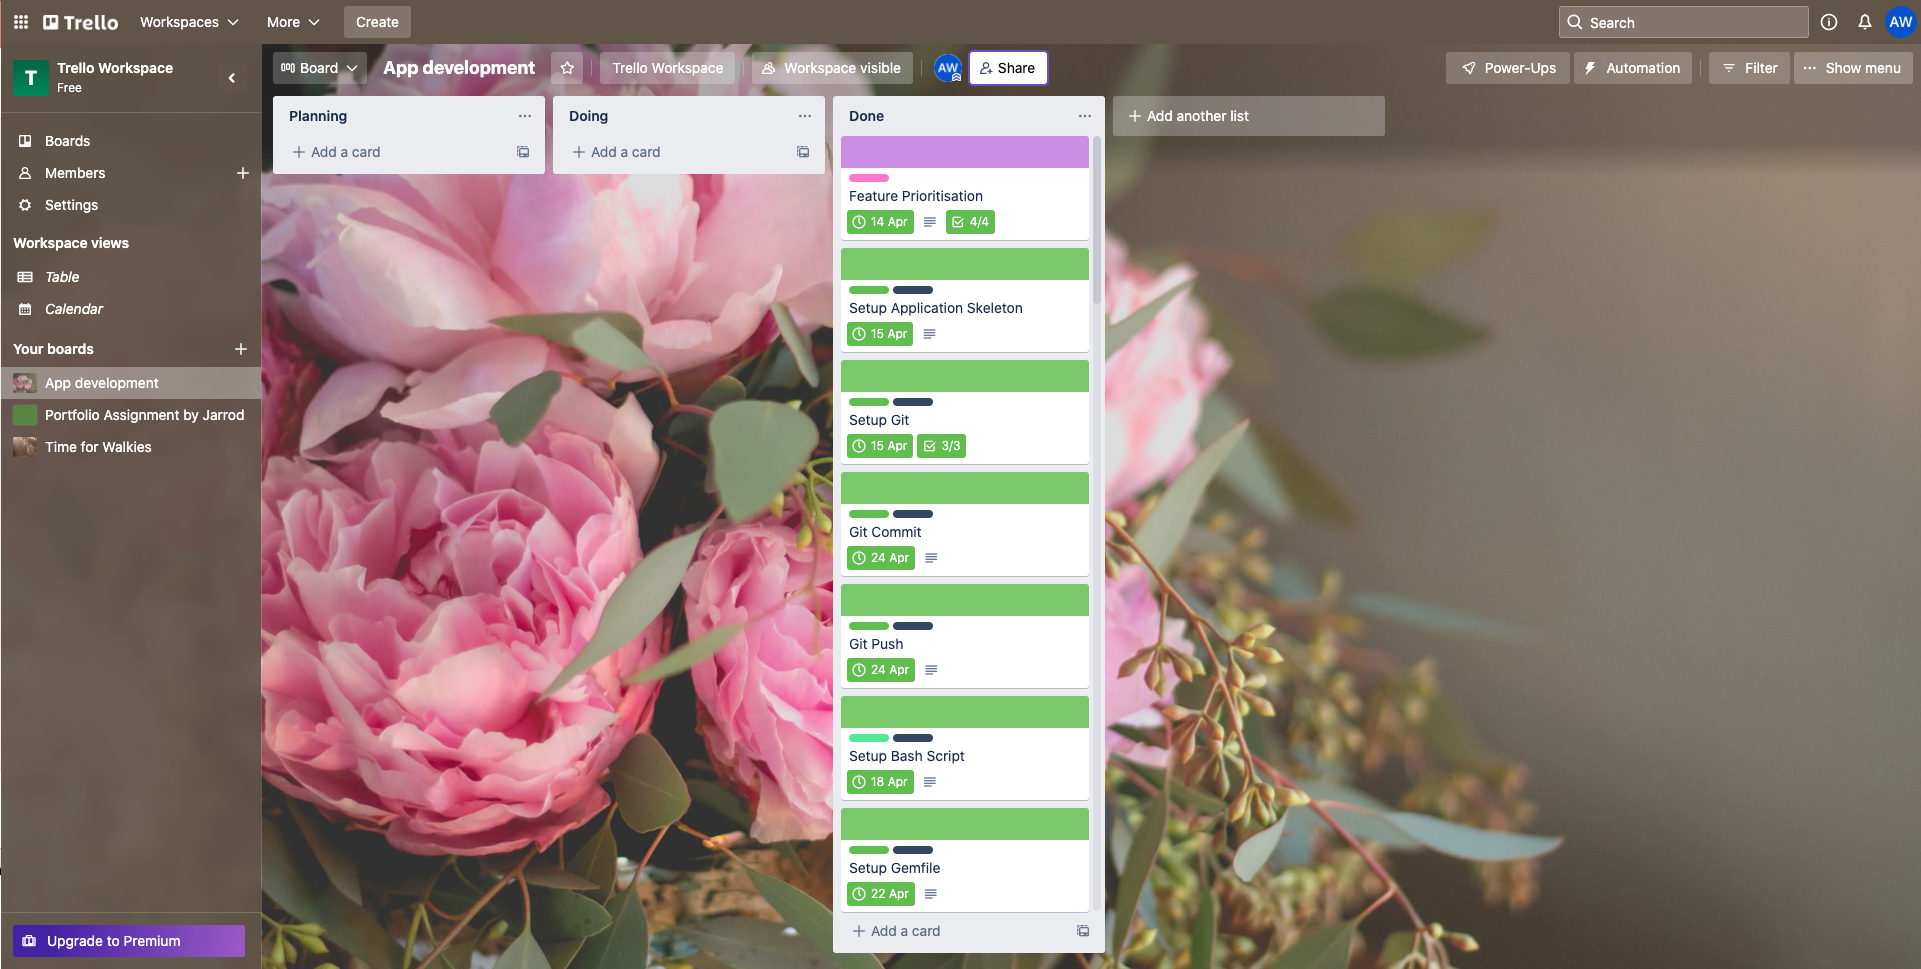 Trello
Workspaces
More
Create
Search
AW
T
Trello Workspace
Free
Boards
Members
Settings
Workspace views
Table
Calendar
Your boards
App development
Portfolio Assignment by Jarrod
Time for Walkies
Upgrade to Premium
Board
App development
Trello Workspace
Workspace visible
AW
Share
Power-Ups
Automation
Filter
Show menu
Planning
Add a card
Doing
Add a card
Done
Feature Prioritisation
14 Apr 4/4
Setup Application Skeleton
15 Apr
Setup Git
15 Apr 3/3
Git Commit
24 Apr
Git Push
24 Apr
Setup Bash Script
18 Apr
Setup Gemfile
22 Apr
Add a card
Add another list